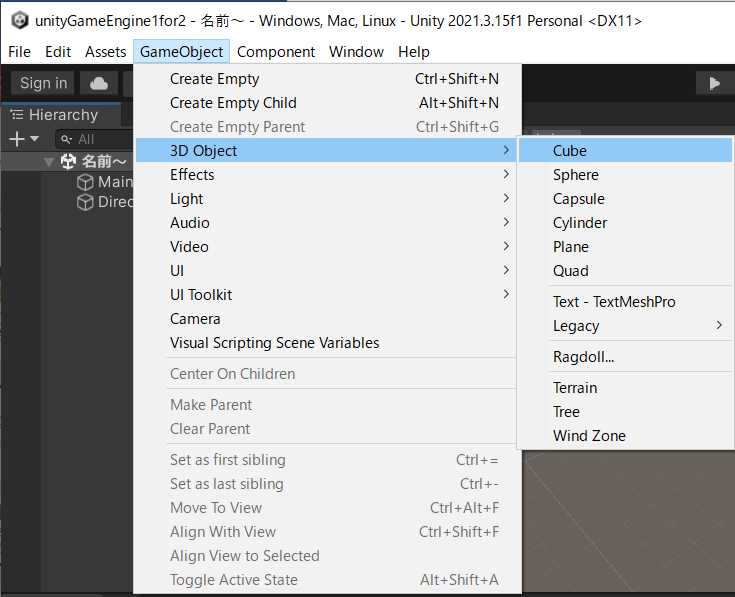 unityGameEngine1for2 - 名前～ - Windows, Mac, Linux - Unity 2021.3.15f1 Personal <DX11>
File Edit Assets GameObject Component Window Help
Sign in
Hierarchy
All
名前～
Main
Direc
Create Empty Ctrl+Shift+N
Create Empty Child Alt+Shift+N
Create Empty Parent Ctrl+Shift+G
3D Object
Effects
Light
Audio
Video
UI
UI Toolkit
Camera
Visual Scripting Scene Variables
Center On Children
Make Parent
Clear Parent
Set as first sibling Ctrl+=
Set as last sibling Ctrl+-
Move To View Ctrl+Alt+F
Align With View Ctrl+Shift+F
Align View to Selected
Toggle Active State Alt+Shift+A
Cube
Sphere
Capsule
Cylinder
Plane
Quad
Text - TextMeshPro
Legacy
Ragdoll...
Terrain
Tree
Wind Zone